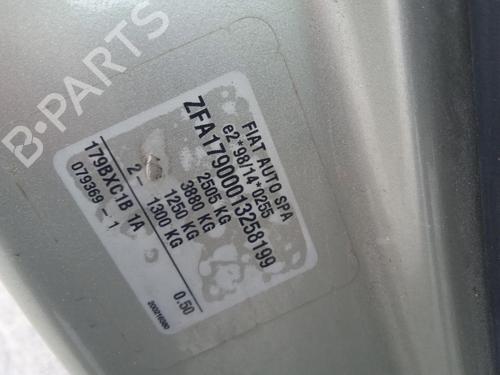 FIAT AUTO SPA
e2*98/14*0255
ZFA17900013258199
2505 KG
3880 KG
1- 1250 KG
2- 1300 KG
179BXC1B 1A
079369 - 1
0.50
B-Parts